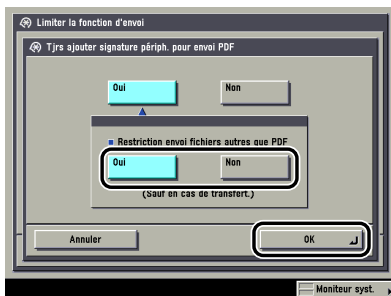 Limiter la fonction d'envoi
Tjrs ajouter signature périph. pour envoi PDF
Oui Non
Restriction envoi fichiers autres que PDF
Oui Non
(Sauf en cas de transfert.)
Annuler OK
Moniteur syst.